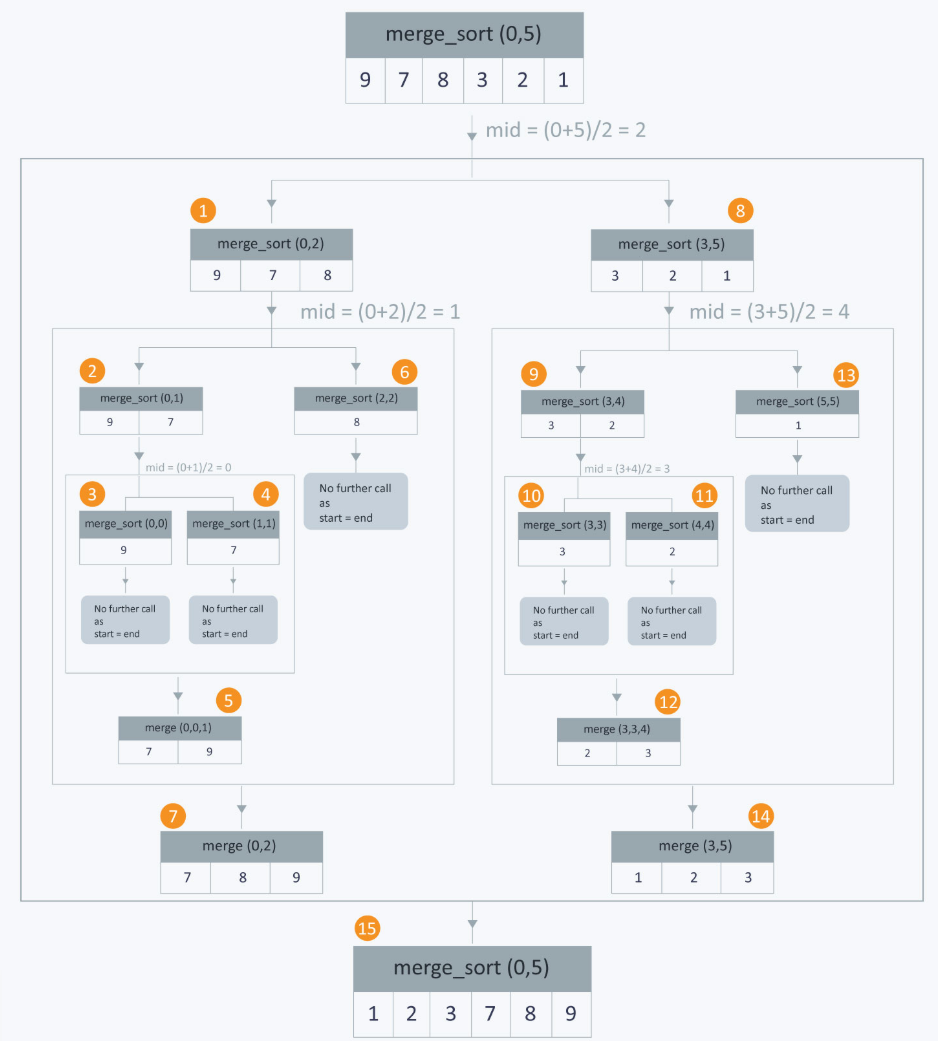 merge_sort (0,5)
9 7 8 3 2 1
mid = (0+5)/2 = 2
1
merge_sort (0,2)
9 7 8
mid = (0+2)/2 = 1
2
merge_sort (0,1)
9 7
mid = (0+1)/2 = 0
3
merge_sort (0,0)
9
No further call
as
start = end
4
merge_sort (1,1)
7
No further call
as
start = end
5
merge (0,0,1)
7 9
6
merge_sort (2,2)
8
No further call
as
start = end
7
merge (0,2)
7 8 9
8
merge_sort (3,5)
3 2 1
mid = (3+5)/2 = 4
9
merge_sort (3,4)
3 2
mid = (3+4)/2 = 3
10
merge_sort (3,3)
3
No further call
as
start = end
11
merge_sort (4,4)
2
No further call
as
start = end
12
merge (3,3,4)
2 3
13
merge_sort (5,5)
1
No further call
as
start = end
14
merge (3,5)
1 2 3
15
merge_sort (0,5)
1 2 3 7 8 9